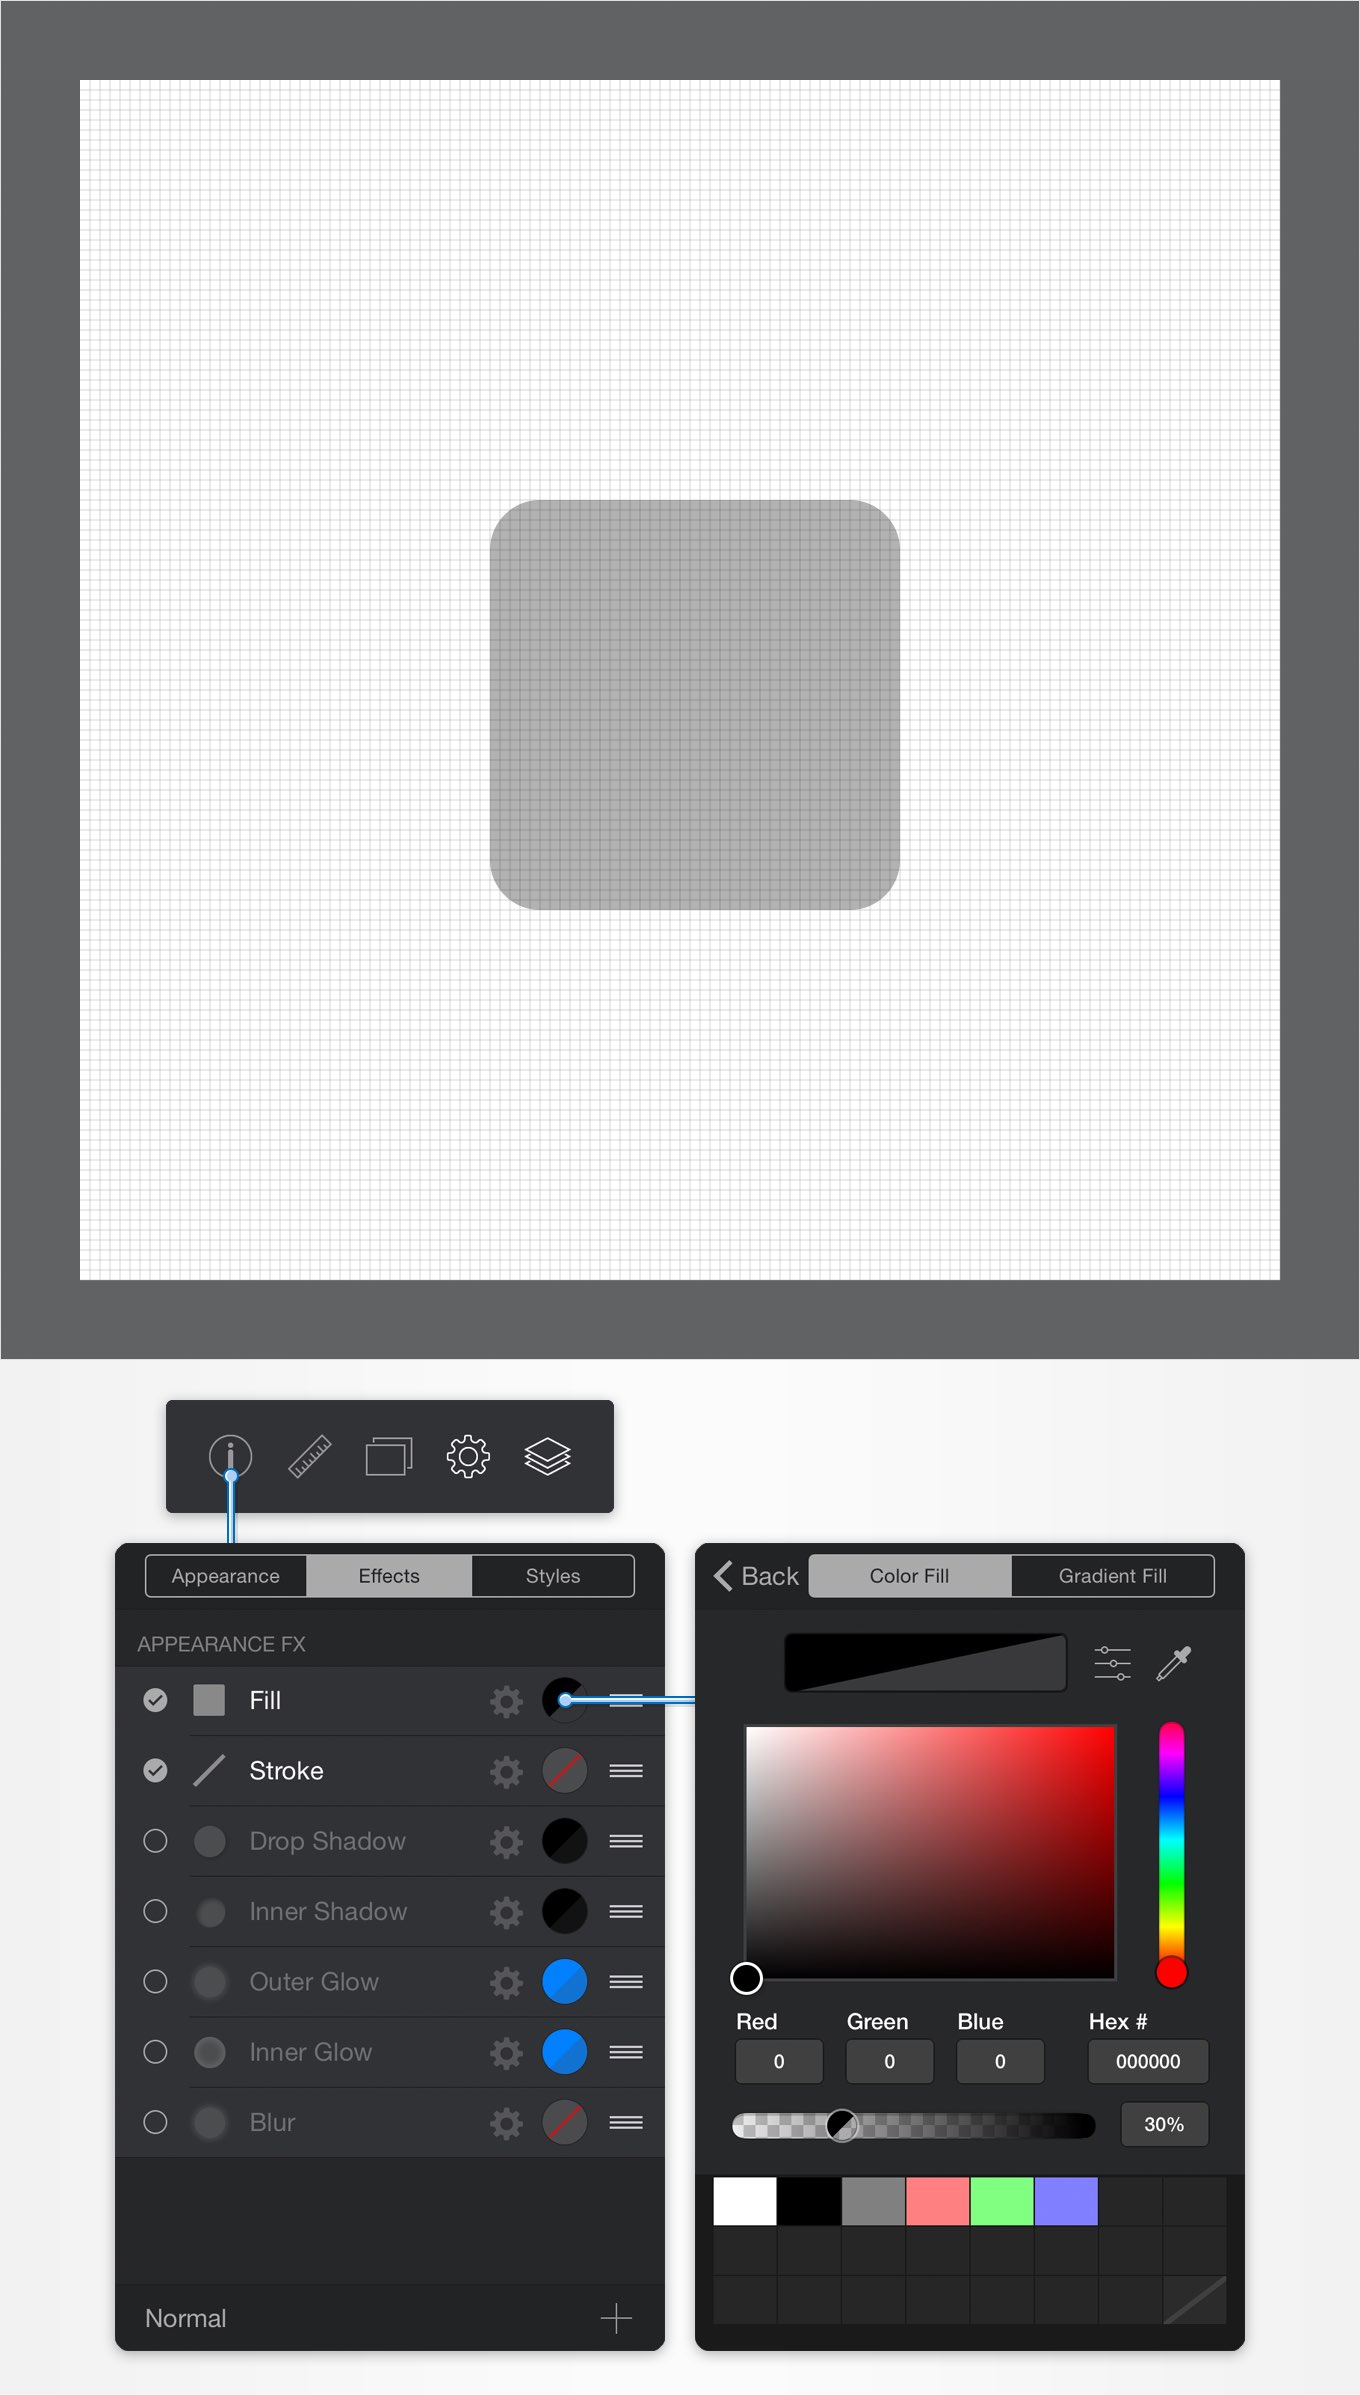 Appearance Effects Styles
APPEARANCE FX
Fill
Stroke
Drop Shadow
Inner Shadow
Outer Glow
Inner Glow
Blur
Normal
Back Color Fill Gradient Fill
Red Green Blue Hex #
0 0 0 000000
30%